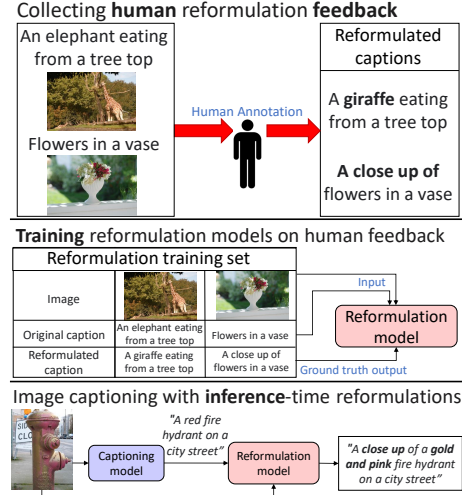 Collecting human reformulation feedback
An elephant eating
from a tree top
Flowers in a vase
Human Annotation
Reformulated
captions
A giraffe eating
from a tree top
A close up of
flowers in a vase
Training reformulation models on human feedback
Reformulation training set
Image
Original caption
An elephant eating
from a tree top
Flowers in a vase
Reformulated
caption
A giraffe eating
from a tree top
A close up of
flowers in a vase
Input
Reformulation
model
Ground truth output
Image captioning with inference-time reformulations
Captioning
model
"A red fire
hydrant on a
city street"
Reformulation
model
"A close up of a gold
and pink fire hydrant
on a city street"